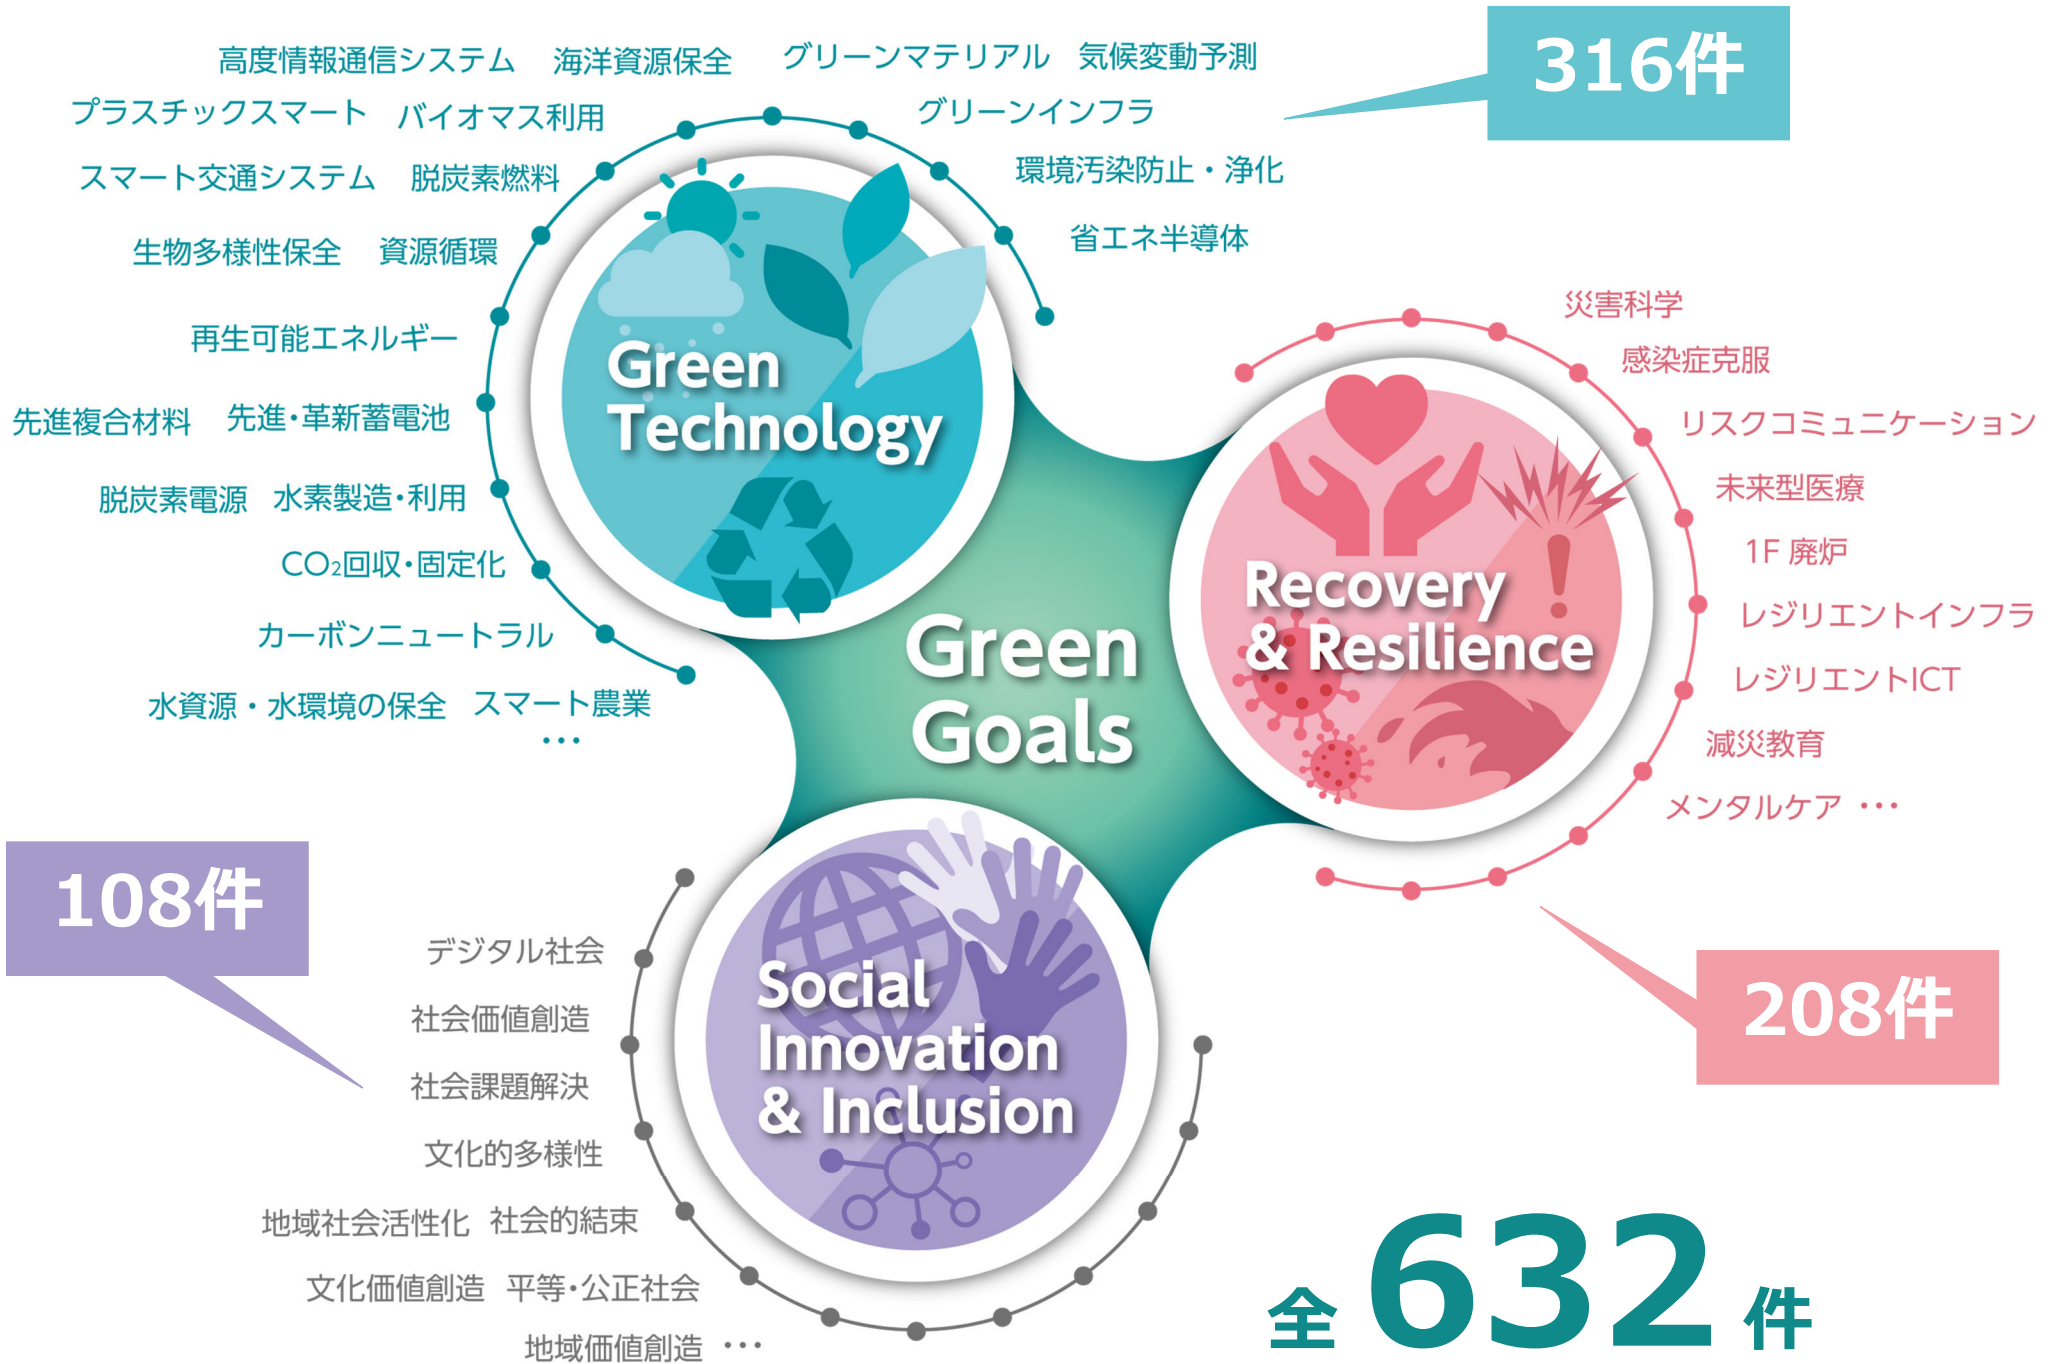 高度情報通信システム 海洋資源保全 グリーンマテリアル 気候変動予測
プラスチックスマート バイオマス利用 グリーンインフラ
スマート交通システム 脱炭素燃料 環境汚染防止・浄化
生物多様性保全 資源循環 省エネ半導体
再生可能エネルギー
先進複合材料 先進・革新蓄電池
脱炭素電源 水素製造・利用
CO₂回収・固定化
カーボンニュートラル
水資源・水環境の保全 スマート農業
・・・
316件
Green
Technology
Green
Goals
災害科学
感染症克服
リスクコミュニケーション
未来型医療
1F 廃炉
レジリエントインフラ
レジリエントICT
減災教育
メンタルケア ・・・
Recovery
& Resilience
208件
108件
デジタル社会
社会価値創造
社会課題解決
文化的多様性
地域社会活性化 社会的結束
文化価値創造 平等・公正社会
地域価値創造 ・・・
Social
Innovation
& Inclusion
全632件